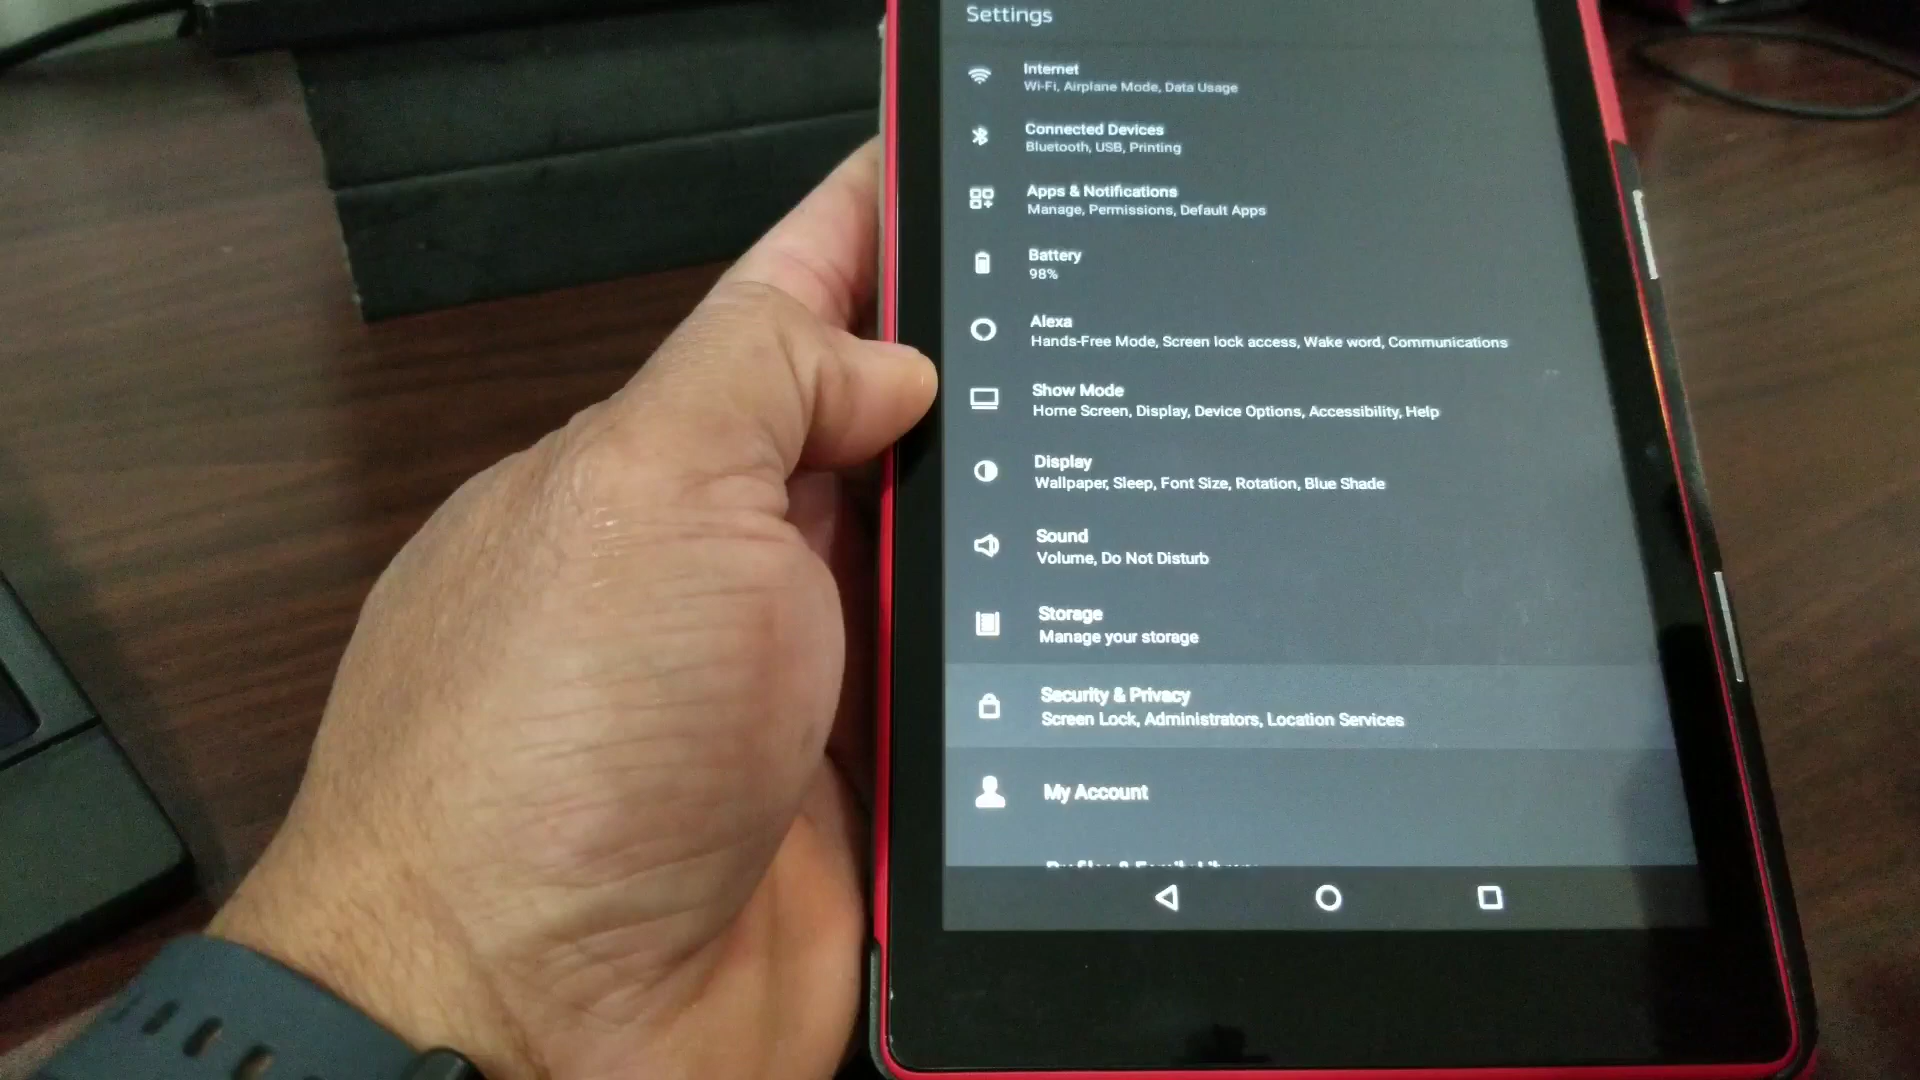 Settings
Internet
Wi-Fi, Airplane Mode, Data Usage
Connected Devices
Bluetooth, USB, Printing
Apps & Notifications
Manage, Permissions, Default Apps
Battery
98%
Alexa
Hands-Free Mode, Screen lock access, Wake word, Communications
Show Mode
Home Screen, Display, Device Options, Accessibility, Help
Display
Wallpaper, Sleep, Font Size, Rotation, Blue Shade
Sound
Volume, Do Not Disturb
Storage
Manage your storage
Security & Privacy
Screen Lock, Administrators, Location Services
My Account